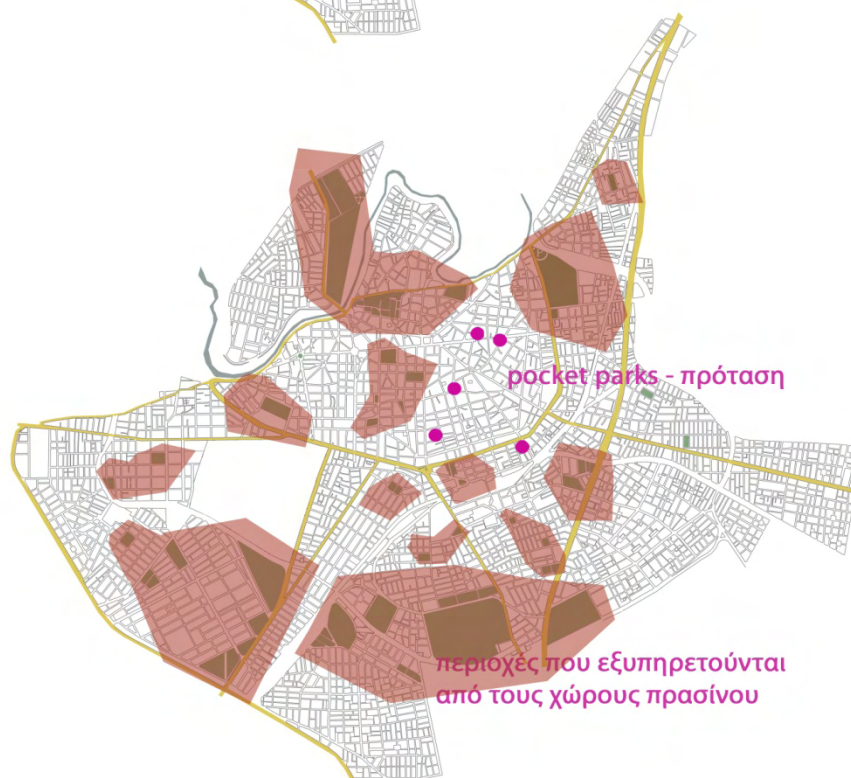 pocket parks - πρόταση
περιοχές που εξυπηρετούνται
από τους χώρους πρασίνου